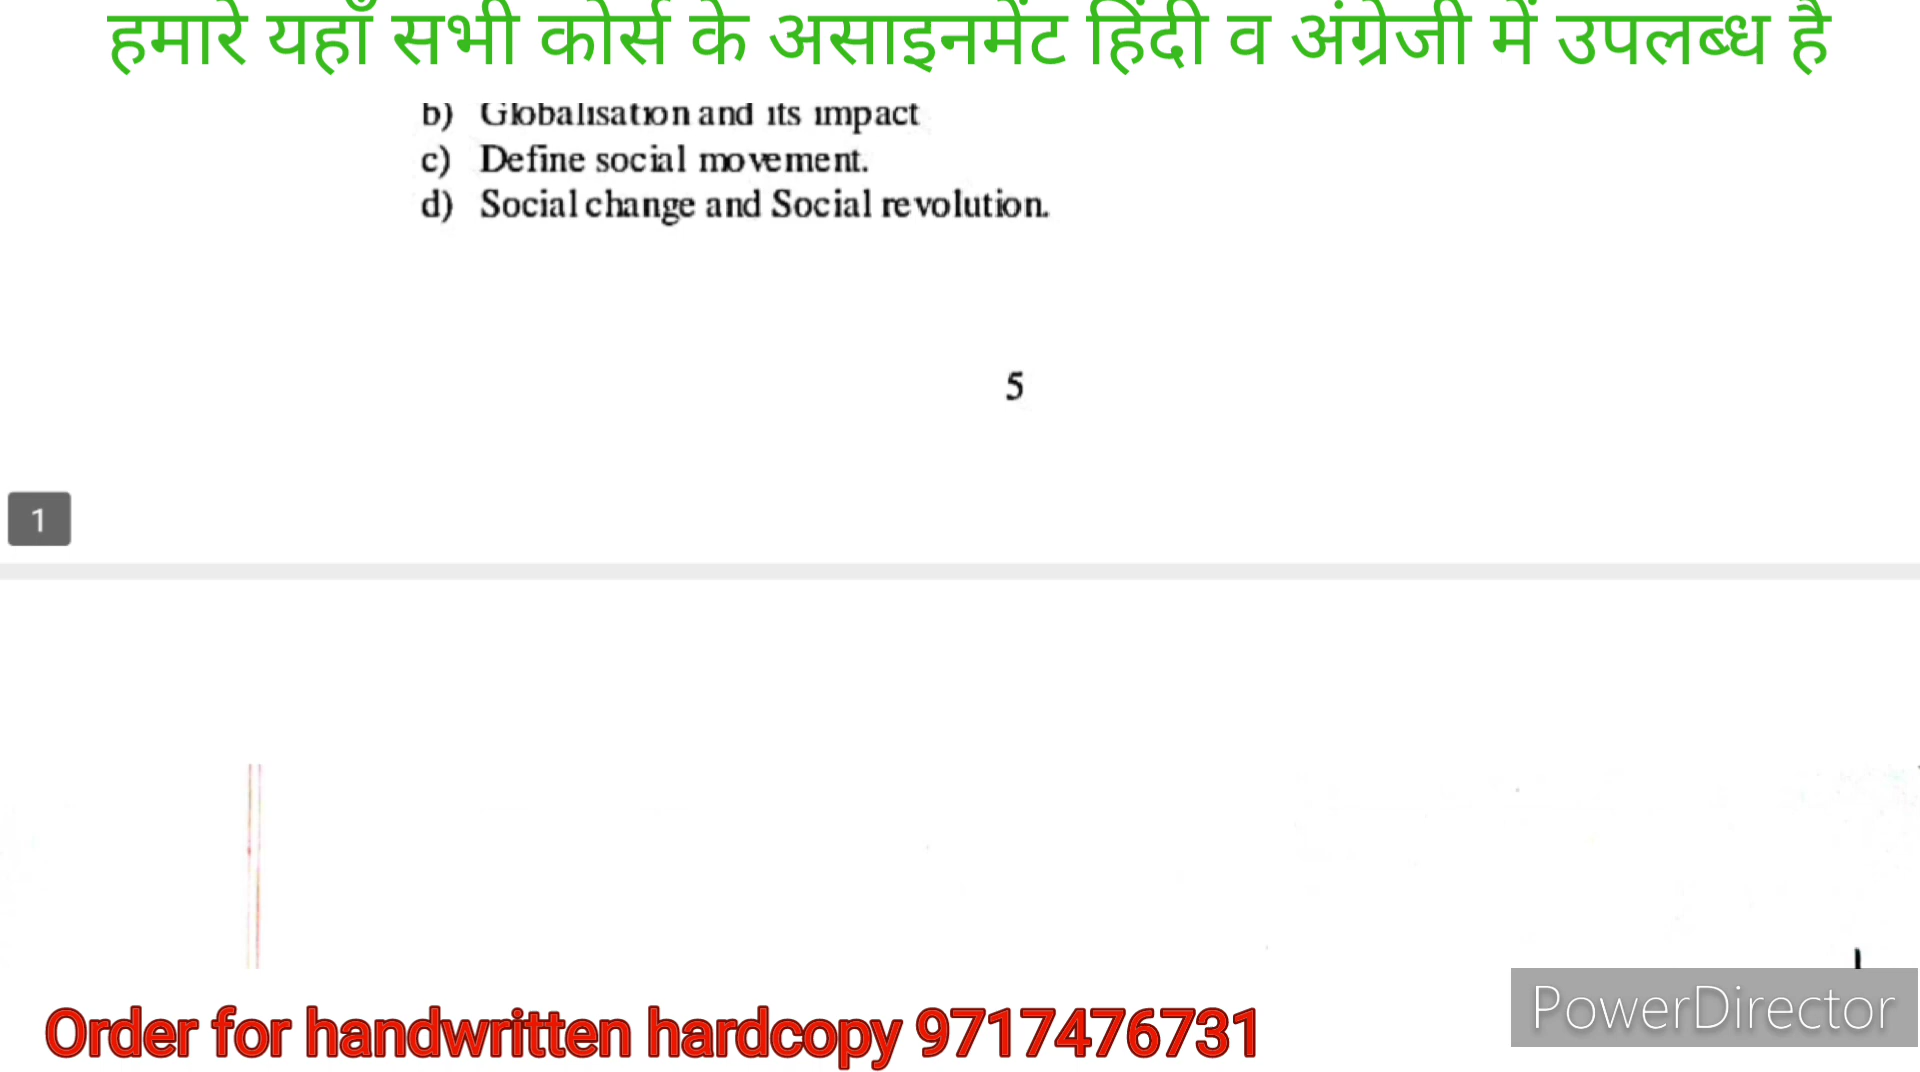 हमारे यहाँ सभी कोर्स के असाइनमेंट हिंदी व अंग्रेजी में उपलब्ध है
b) Globalisation and its impact
c) Define social movement.
d) Social change and Social revolution.
5
1
Order for handwritten hardcopy 9717476731
PowerDirector